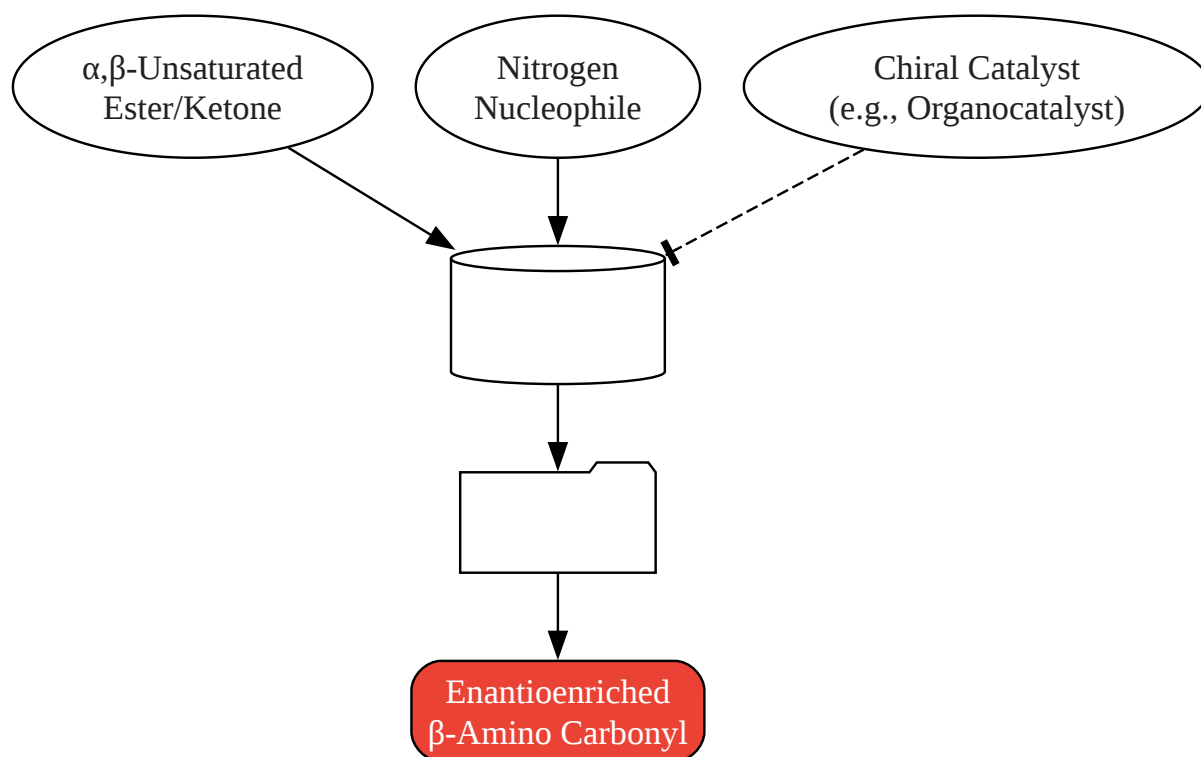 α,β-Unsaturated
Ester/Ketone
Nitrogen
Nucleophile
Chiral Catalyst
(e.g., Organocatalyst)
Enantioenriched
β-Amino Carbonyl